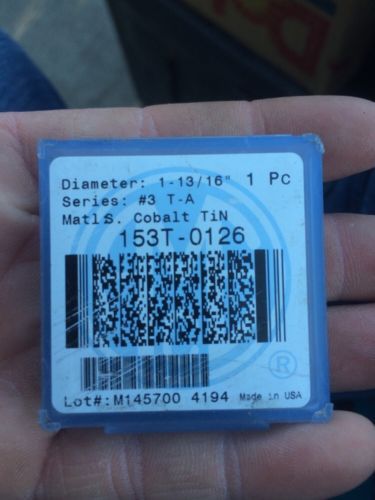 Diameter: 1-13/16" 1 Pc
Series: #3 T-A
Matl:S. Cobalt TiN
153T-0126
®
Lot#: M145700 4194 Made in USA